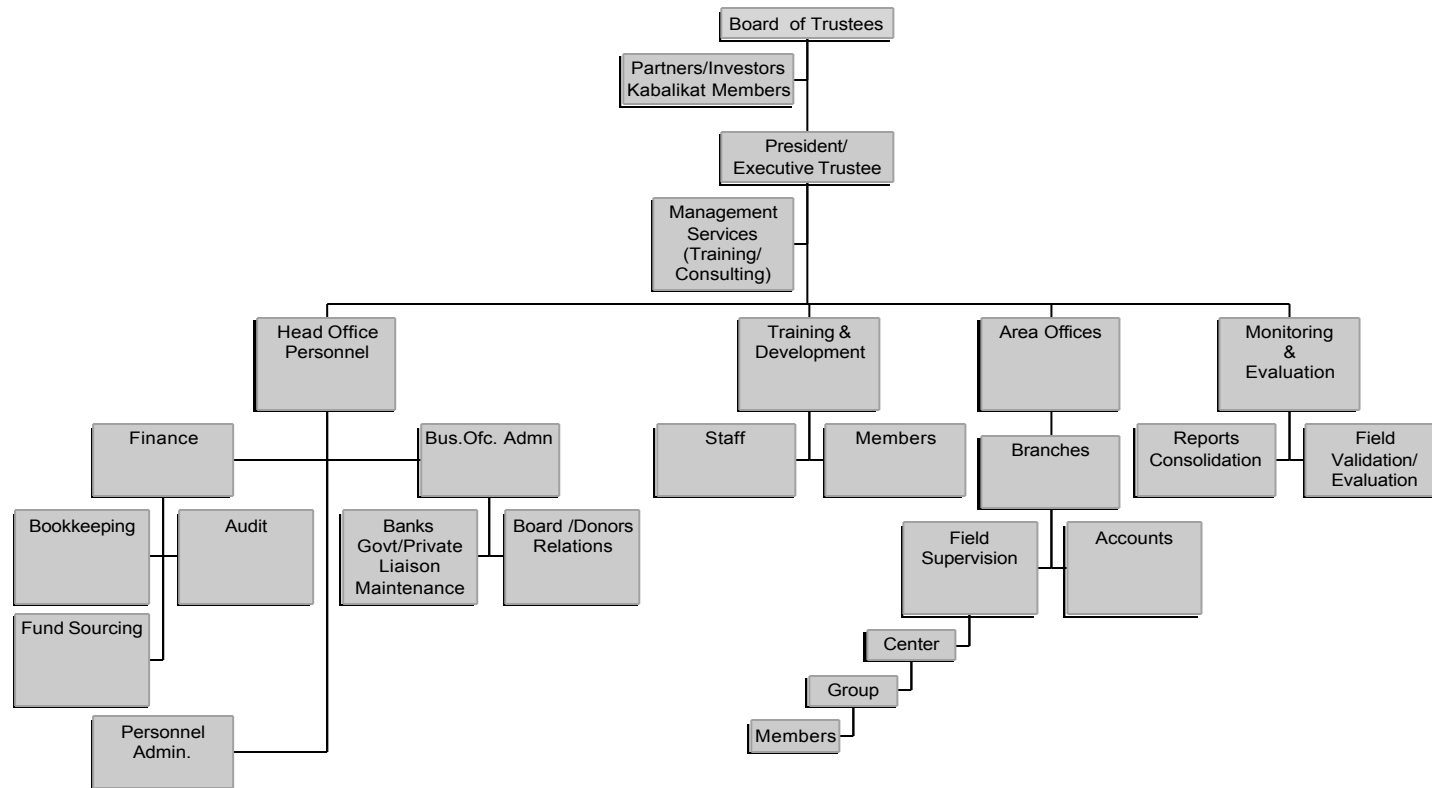 Board of Trustees
Partners/Investors
Kabalikat Members
President/
Executive Trustee
Management
Services
(Training/
Consulting)
Head Office
Personnel
Training &
Development
Area Offices
Monitoring
&
Evaluation
Finance
Bus.Ofc. Admn
Staff
Members
Branches
Reports
Consolidation
Field
Validation/
Evaluation
Bookkeeping
Audit
Banks
Govt/Private
Liaison
Maintenance
Board /Donors
Relations
Field
Supervision
Accounts
Fund Sourcing
Center
Group
Personnel
Admin.
Members